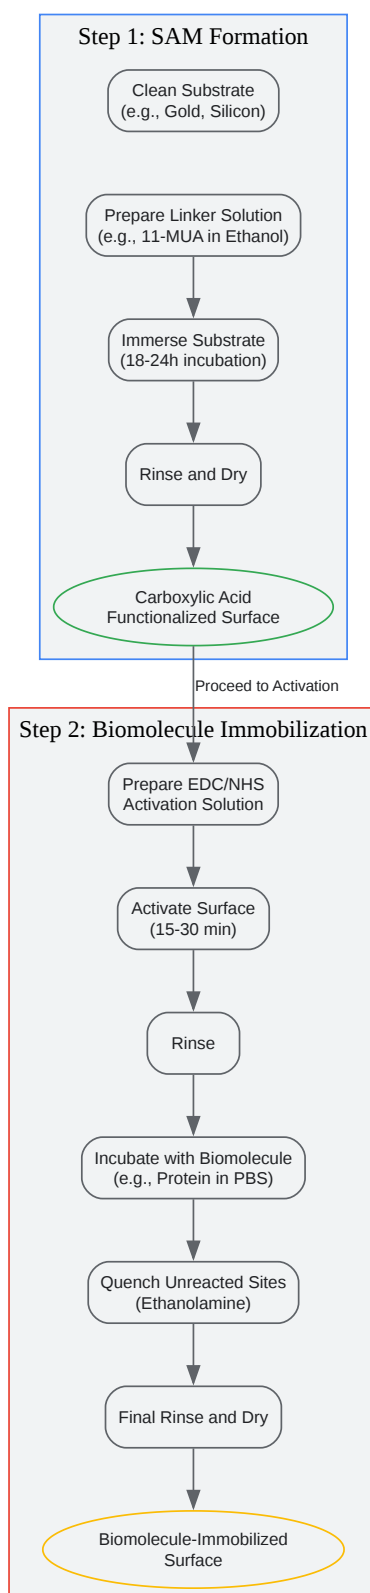 Step 1: SAM Formation
Clean Substrate
(e.g., Gold, Silicon)
Prepare Linker Solution
(e.g., 11-MUA in Ethanol)
Immerse Substrate
(18-24h incubation)
Rinse and Dry
Carboxylic Acid
Functionalized Surface
Proceed to Activation
Step 2: Biomolecule Immobilization
Prepare EDC/NHS
Activation Solution
Activate Surface
(15-30 min)
Rinse
Incubate with Biomolecule
(e.g., Protein in PBS)
Quench Unreacted Sites
(Ethanolamine)
Final Rinse and Dry
Biomolecule-Immobilized
Surface